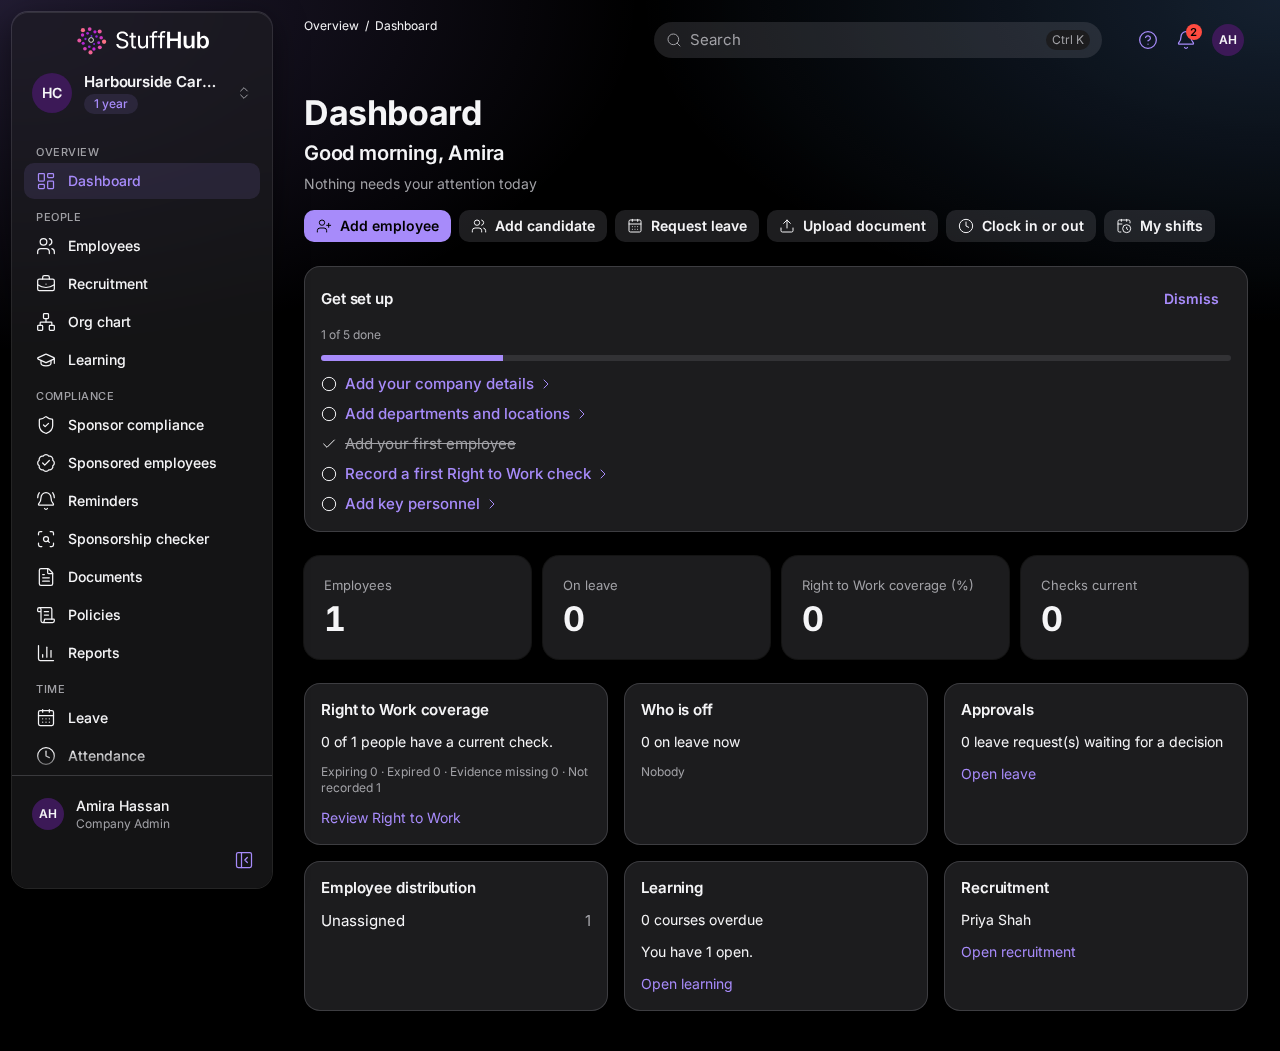 StuffHub
HC
Harbourside Car...
1 year
OVERVIEW
Dashboard
PEOPLE
Employees
Recruitment
Org chart
Learning
COMPLIANCE
Sponsor compliance
Sponsored employees
Reminders
Sponsorship checker
Documents
Policies
Reports
TIME
Leave
Attendance
AH
Amira Hassan
Company Admin
Overview / Dashboard
Search
Ctrl K
2
AH
Dashboard
Good morning, Amira
Nothing needs your attention today
Add employee
Add candidate
Request leave
Upload document
Clock in or out
My shifts
Get set up
Dismiss
1 of 5 done
Add your company details
Add departments and locations
Add your first employee
Record a first Right to Work check
Add key personnel
Employees
1
On leave
0
Right to Work coverage (%)
0
Checks current
0
Right to Work coverage
0 of 1 people have a current check.
Expiring 0 · Expired 0 · Evidence missing 0 · Not
recorded 1
Review Right to Work
Who is off
0 on leave now
Nobody
Approvals
0 leave request(s) waiting for a decision
Open leave
Employee distribution
Unassigned 1
Learning
0 courses overdue
You have 1 open.
Open learning
Recruitment
Priya Shah
Open recruitment